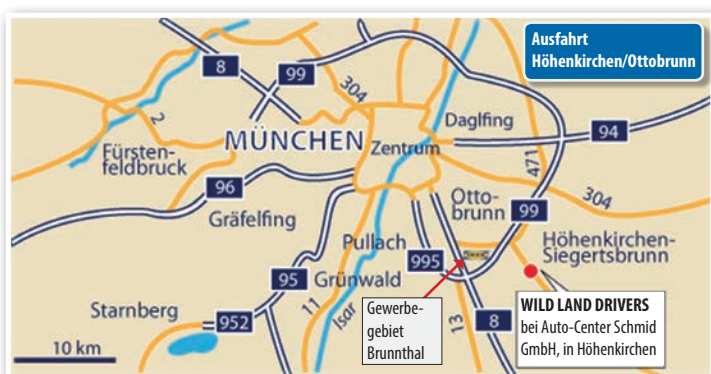 Ausfahrt
Höhenkirchen/Ottobrunn
8
99
304
2
MÜNCHEN
Daglfing
94
Zentrum
Fürsten-
feldbruck
471
96
304
Gräfelfing
Otto-
brunn
99
Pullach
995
Höhenkirchen-
Siegertsbrunn
95
Grünwald
11
Isar
Starnberg
952
Gewerbe-
gebiet
Brunnthal
13
8
WILD LAND DRIVERS
bei Auto-Center Schmid
GmbH, in Höhenkirchen
10 km